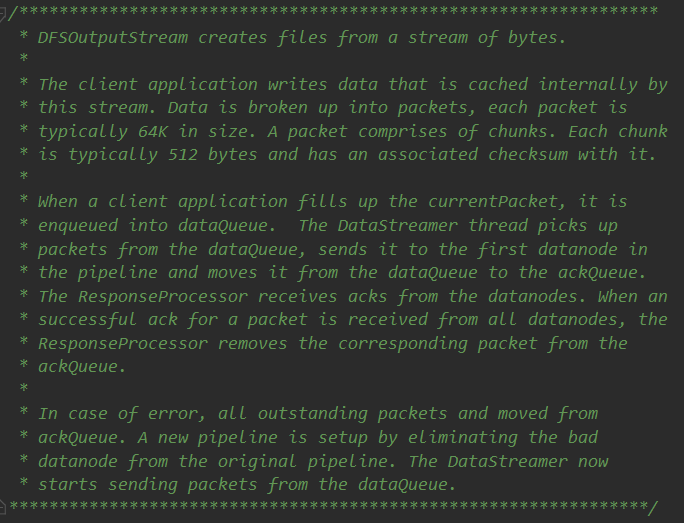 /****************************************************************
* DFSOutputStream creates files from a stream of bytes.
*
* The client application writes data that is cached internally by
* this stream. Data is broken up into packets, each packet is
* typically 64K in size. A packet comprises of chunks. Each chunk
* is typically 512 bytes and has an associated checksum with it.
*
* When a client application fills up the currentPacket, it is
* enqueued into dataQueue.  The DataStreamer thread picks up
* packets from the dataQueue, sends it to the first datanode in
* the pipeline and moves it from the dataQueue to the ackQueue.
* The ResponseProcessor receives acks from the datanodes. When an
* successful ack for a packet is received from all datanodes, the
* ResponseProcessor removes the corresponding packet from the
* ackQueue.
*
* In case of error, all outstanding packets and moved from
* ackQueue. A new pipeline is setup by eliminating the bad
* datanode from the original pipeline. The DataStreamer now
* starts sending packets from the dataQueue.
****************************************************************/